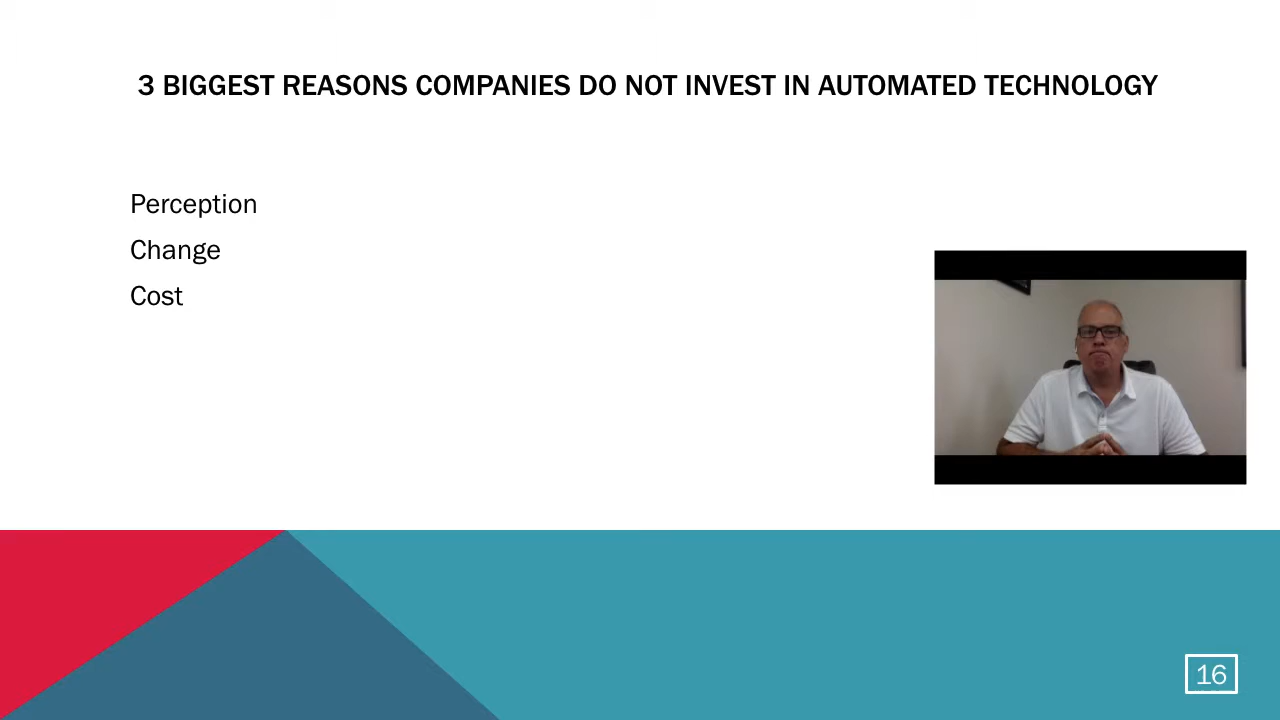 3 BIGGEST REASONS COMPANIES DO NOT INVEST IN AUTOMATED TECHNOLOGY
Perception
Change
Cost
16